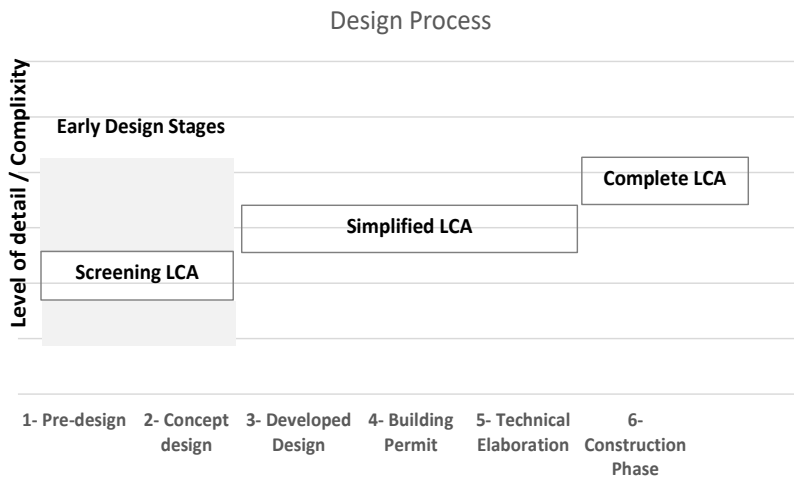 Design Process
Level of detail / Complixity
Early Design Stages
Complete LCA
Simplified LCA
Screening LCA
1- Pre-design
2- Concept
design
3- Developed
Design
4- Building
Permit
5- Technical
Elaboration
6-
Construction
Phase